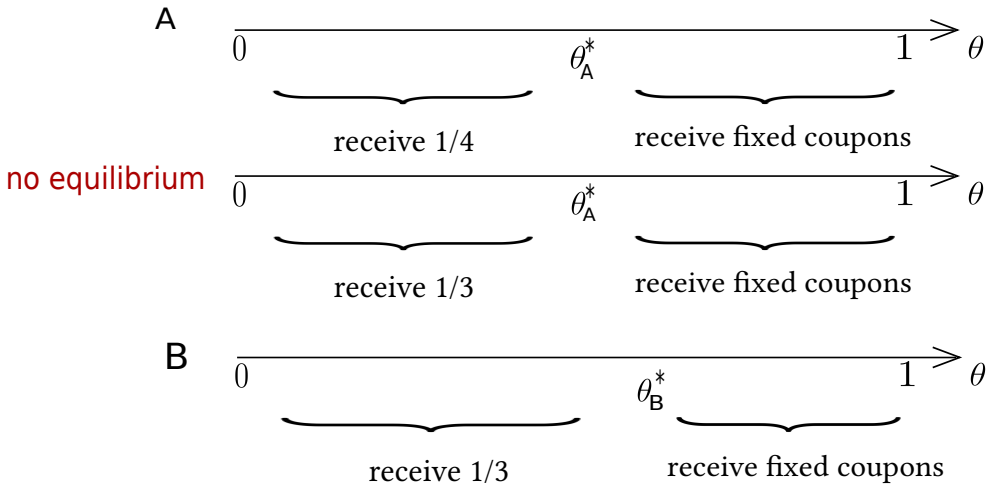 A
0 θ*A 1 θ
receive 1/4 receive fixed coupons
no equilibrium 0 θ*A 1 θ
receive 1/3 receive fixed coupons
B
0 θ*B 1 θ
receive 1/3 receive fixed coupons